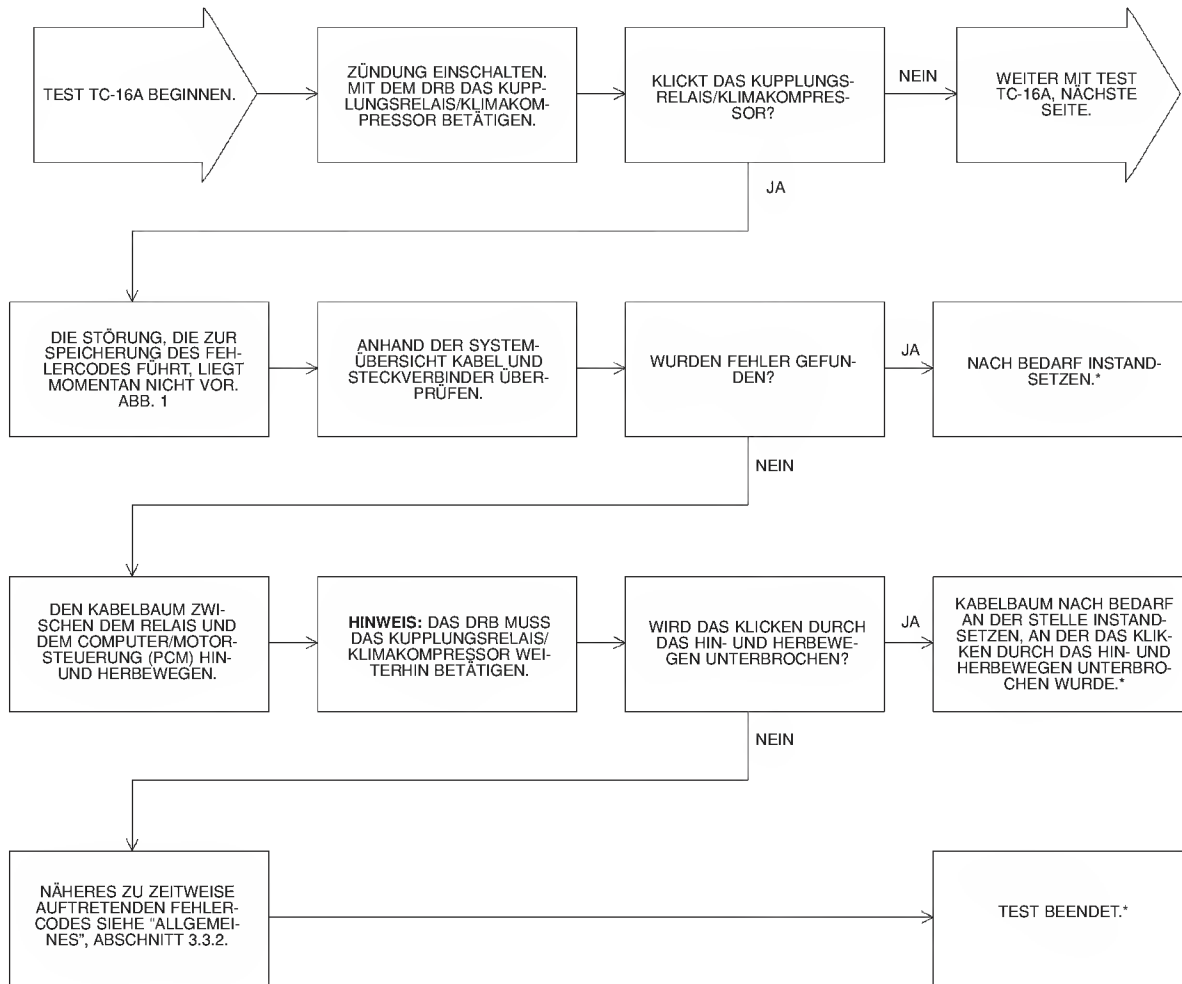 TEST TC-16A BEGINNEN.
ZÜNDUNG EINSCHALTEN.
MIT DEM DRB DAS KUPP-
LUNGSRELAIS/KLIMAKOM-
PRESSOR BETÄTIGEN.
KLICKT DAS KUPPLUNGS-
RELAIS/KLIMAKOMPRES-
SOR?
NEIN
WEITER MIT TEST
TC-16A, NÄCHSTE
SEITE.
JA
DIE STÖRUNG, DIE ZUR
SPEICHERUNG DES FEH-
LERCODES FÜHRT, LIEGT
MOMENTAN NICHT VOR.
ABB. 1
ANHAND DER SYSTEM-
ÜBERSICHT KABEL UND
STECKVERBINDER ÜBER-
PRÜFEN.
WURDEN FEHLER GEFUN-
DEN?
JA
NACH BEDARF INSTAND-
SETZEN.*
NEIN
DEN KABELBAUM ZWI-
SCHEN DEM RELAIS UND
DEM COMPUTER/MOTOR-
STEUERUNG (PCM) HIN-
UND HERBEWEGEN.
HINWEIS: DAS DRB MUSS
DAS KUPPLUNGSRELAIS/
KLIMAKOMPRESSOR WEI-
TERHIN BETÄTIGEN.
WIRD DAS KLICKEN DURCH
DAS HIN- UND HERBEWE-
GEN UNTERBROCHEN?
JA
KABELBAUM NACH BEDARF
AN DER STELLE INSTAND-
SETZEN, AN DER DAS KLIK-
KEN DURCH DAS HIN- UND
HERBEWEGEN UNTERBRO-
CHEN WURDE.*
NEIN
NÄHERES ZU ZEITWEISE
AUFTRETENDEN FEHLER-
CODES SIEHE "ALLGEMEI-
NES", ABSCHNITT 3.3.2.
TEST BEENDET.*